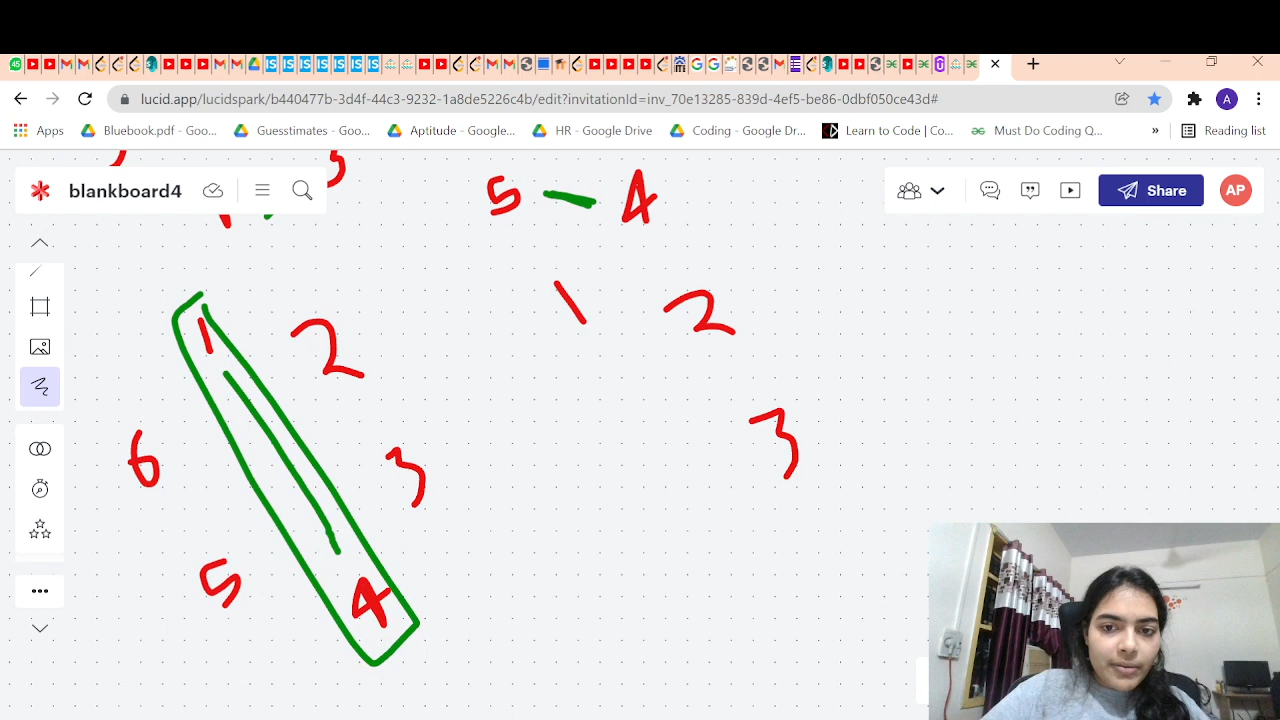 lucid.app/lucidspark/b440477b-3d4f-44c3-9232-1a8de5226c4b/edit?invitationId=inv_70e13285-839d-4ef5-be86-0dbf050ce43d#
A
Apps Bluebook.pdf - Goo... Guesstimates - Goo... Aptitude - Google... HR - Google Drive Coding - Google Dr... Learn to Code | Co... Must Do Coding Q... » Reading list
blankboard4
Share AP
5 - 4
1 2
1 2
6 3
3
5 4